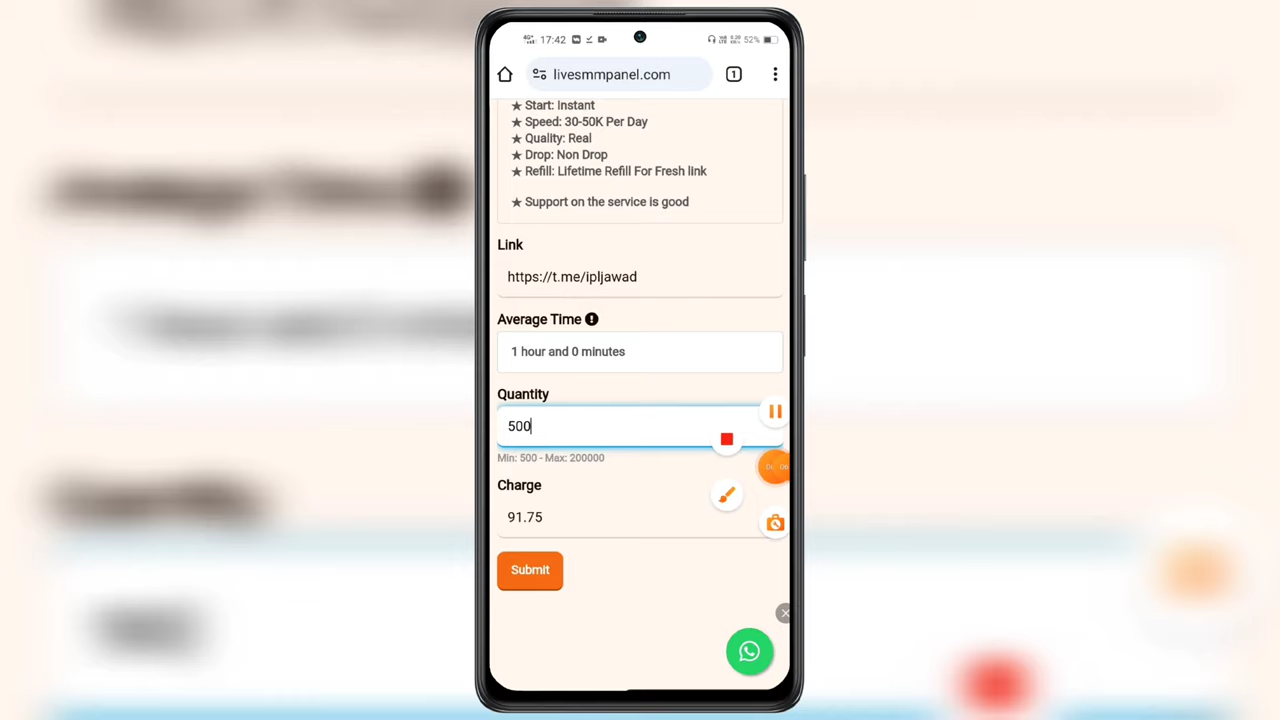 17:42
52%
livesmmpanel.com
1
★ Start: Instant
★ Speed: 30-50K Per Day
★ Quality: Real
★ Drop: Non Drop
★ Refill: Lifetime Refill For Fresh link
★ Support on the service is good
Link
https://t.me/ipljawad
Average Time
1 hour and 0 minutes
Quantity
500
Min: 500 - Max: 200000
Charge
91.75
Submit